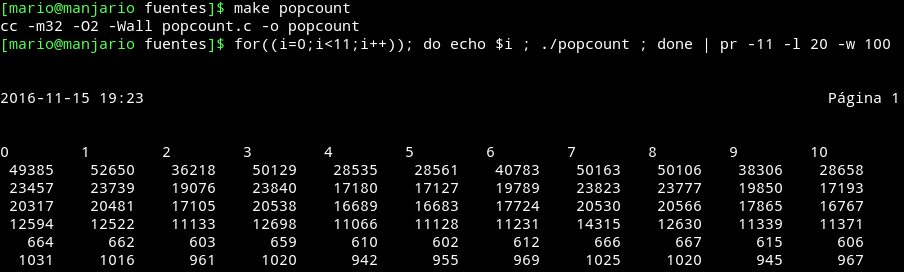 [mario@manjario fuentes]$ make popcount
cc -m32 -O2 -Wall popcount.c -o popcount
[mario@manjario fuentes]$ for((i=0;i<11;i++)); do echo $i ; ./popcount ; done | pr -11 -l 20 -w 100
2016-11-15 19:23 Página 1
0 1 2 3 4 5 6 7 8 9 10
49385 52650 36218 50129 28535 28561 40783 50163 50106 38306 28658
23457 23739 19076 23840 17180 17127 19789 23823 23777 19850 17193
20317 20481 17105 20538 16689 16683 17724 20530 20566 17865 16767
12594 12522 11133 12698 11066 11128 11231 14315 12630 11339 11371
664 662 603 659 610 602 612 666 667 615 606
1031 1016 961 1020 942 955 969 1025 1020 945 967